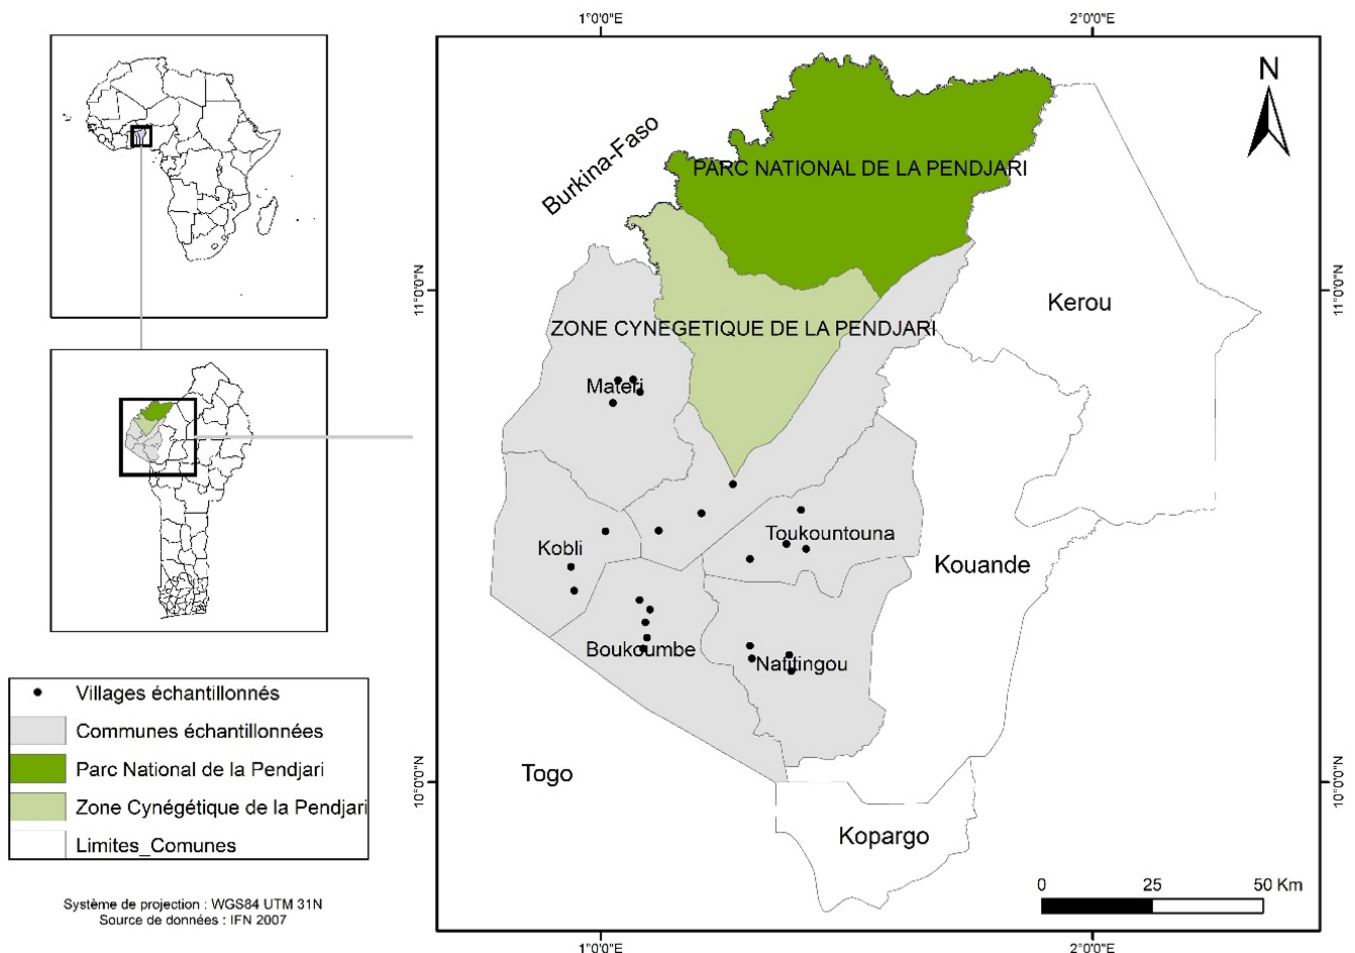 1°0'0"E
2°0'0"E
N
Burkina-Faso
PARC NATIONAL DE LA PENDJARI
11°0'0"N
11°0'0"N
Kerou
ZONE CYNEGETIQUE DE LA PENDJARI
Materi
Toukountouna
Kobli
Kouande
Boukoumbe
Natitingou
Togo
10°0'0"N
10°0'0"N
Kopargo
0 25 50 Km
1°0'0"E
2°0'0"E
Villages échantillonnés
Communes échantillonnées
Parc National de la Pendjari
Zone Cynégétique de la Pendjari
Limites_Comunes
Système de projection : WGS84 UTM 31N
Source de données : IFN 2007